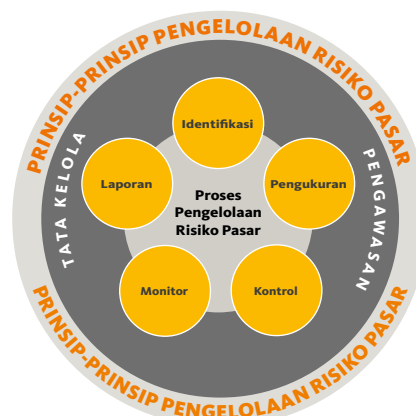 PRINSIP-PRINSIP PENGELOLAAN RISIKO PASAR
Identifikasi
TATA KELOLA
PENGAWASAN
Laporan
Pengukuran
Proses
Pengelolaan
Risiko Pasar
Monitor
Kontrol
PRINSIP-PRINSIP PENGELOLAAN RISIKO PASAR